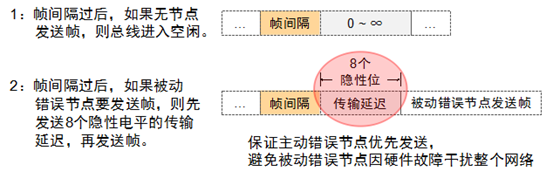 1：帧间隔过后，如果无节点
发送帧，则总线进入空闲。
... 帧间隔 0 ~ ∞ ...
8个
隐性位
2：帧间隔过后，如果被动
错误节点要发送帧，则先
发送8个隐性电平的传输
延迟，再发送帧。
... 帧间隔 传输延迟 被动错误节点发送帧
保证主动错误节点优先发送，
避免被动错误节点因硬件故障干扰整个网络